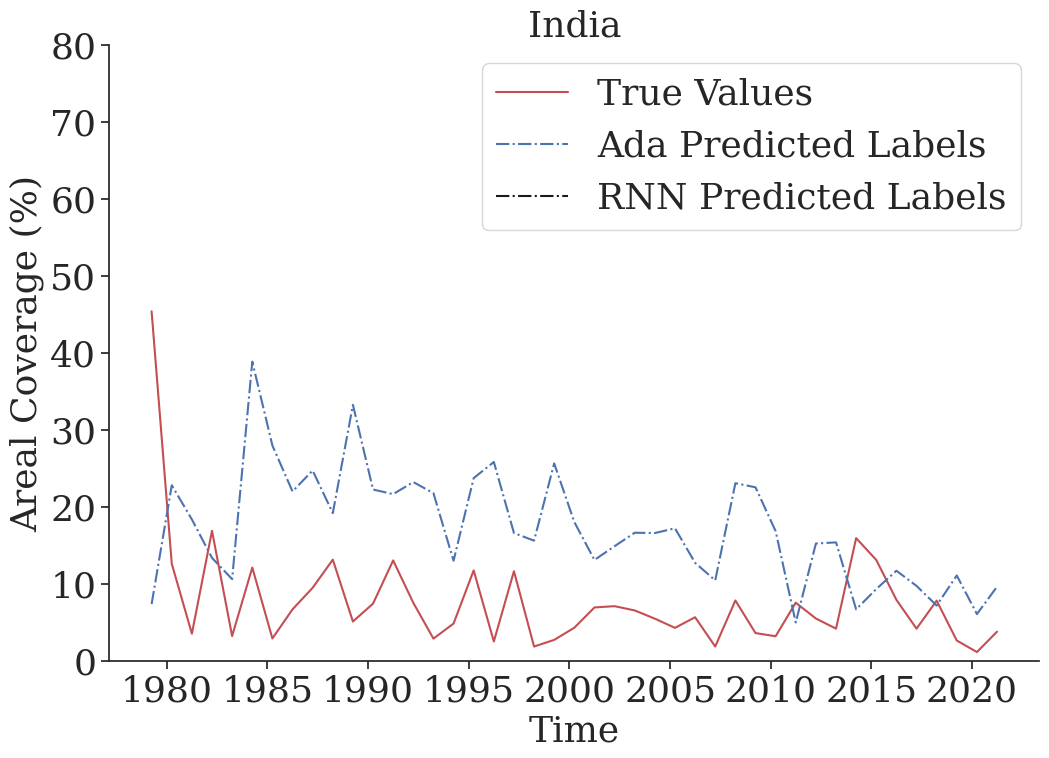 India
80
70
60
50
40
30
20
10
0
Areal Coverage (%)
True Values
Ada Predicted Labels
RNN Predicted Labels
1980 1985 1990 1995 2000 2005 2010 2015 2020
Time